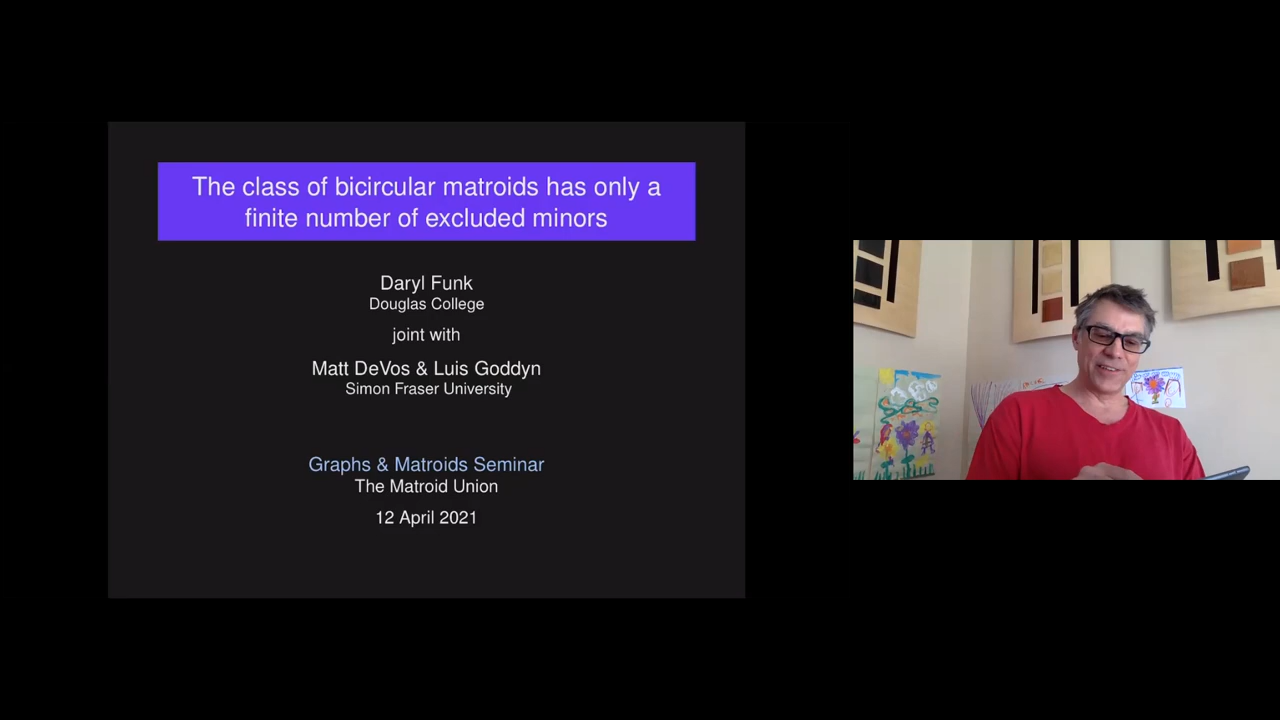 The class of bicircular matroids has only a
finite number of excluded minors
Daryl Funk
Douglas College
joint with
Matt DeVos & Luis Goddyn
Simon Fraser University
Graphs & Matroids Seminar
The Matroid Union
12 April 2021